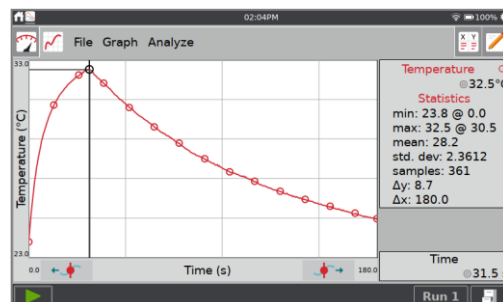 02:04PM
100%
File Graph Analyze
X Y
33.0
Temperature (°C)
23.0
0.0
Time (s)
180.0
Temperature
32.5°C
Statistics
min: 23.8 @ 0.0
max: 32.5 @ 30.5
mean: 28.2
std. dev: 2.3612
samples: 361
Δy: 8.7
Δx: 180.0
Time
31.5 s
Run 1